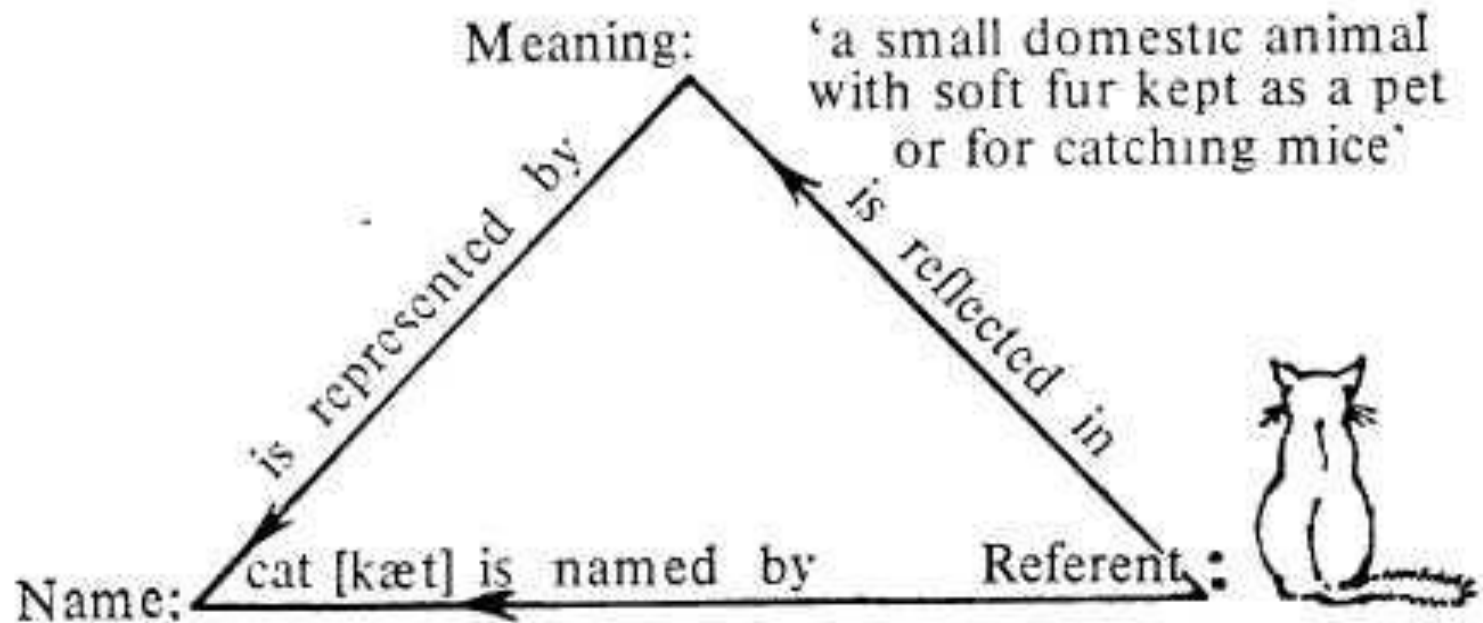 Meaning:
‘a small domestic animal
with soft fur kept as a pet
or for catching mice‘
is represented by
is reflected in
cat [kæt] is named by
Referent:
Name: